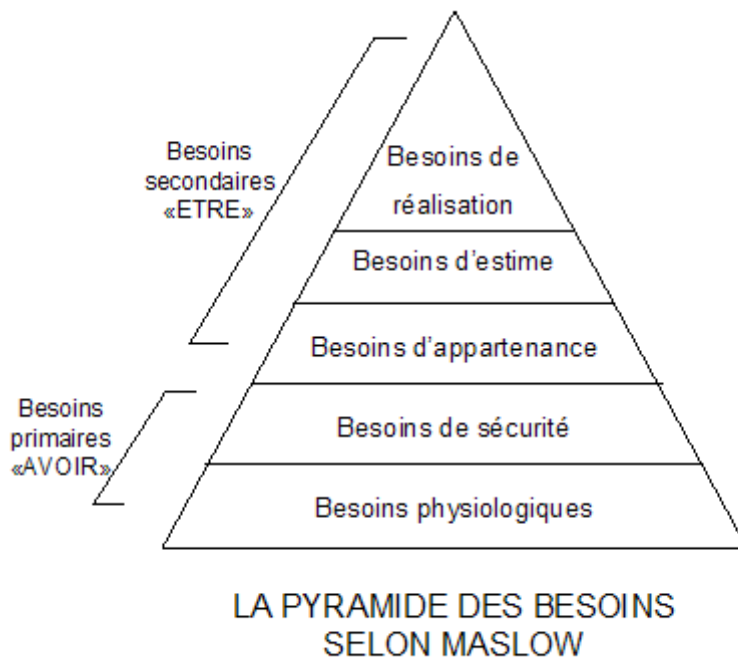 Besoins de
réalisation
Besoins
secondaires
«ETRE»
Besoins d'estime
Besoins d'appartenance
Besoins
primaires
«AVOIR»
Besoins de sécurité
Besoins physiologiques
LA PYRAMIDE DES BESOINS
SELON MASLOW